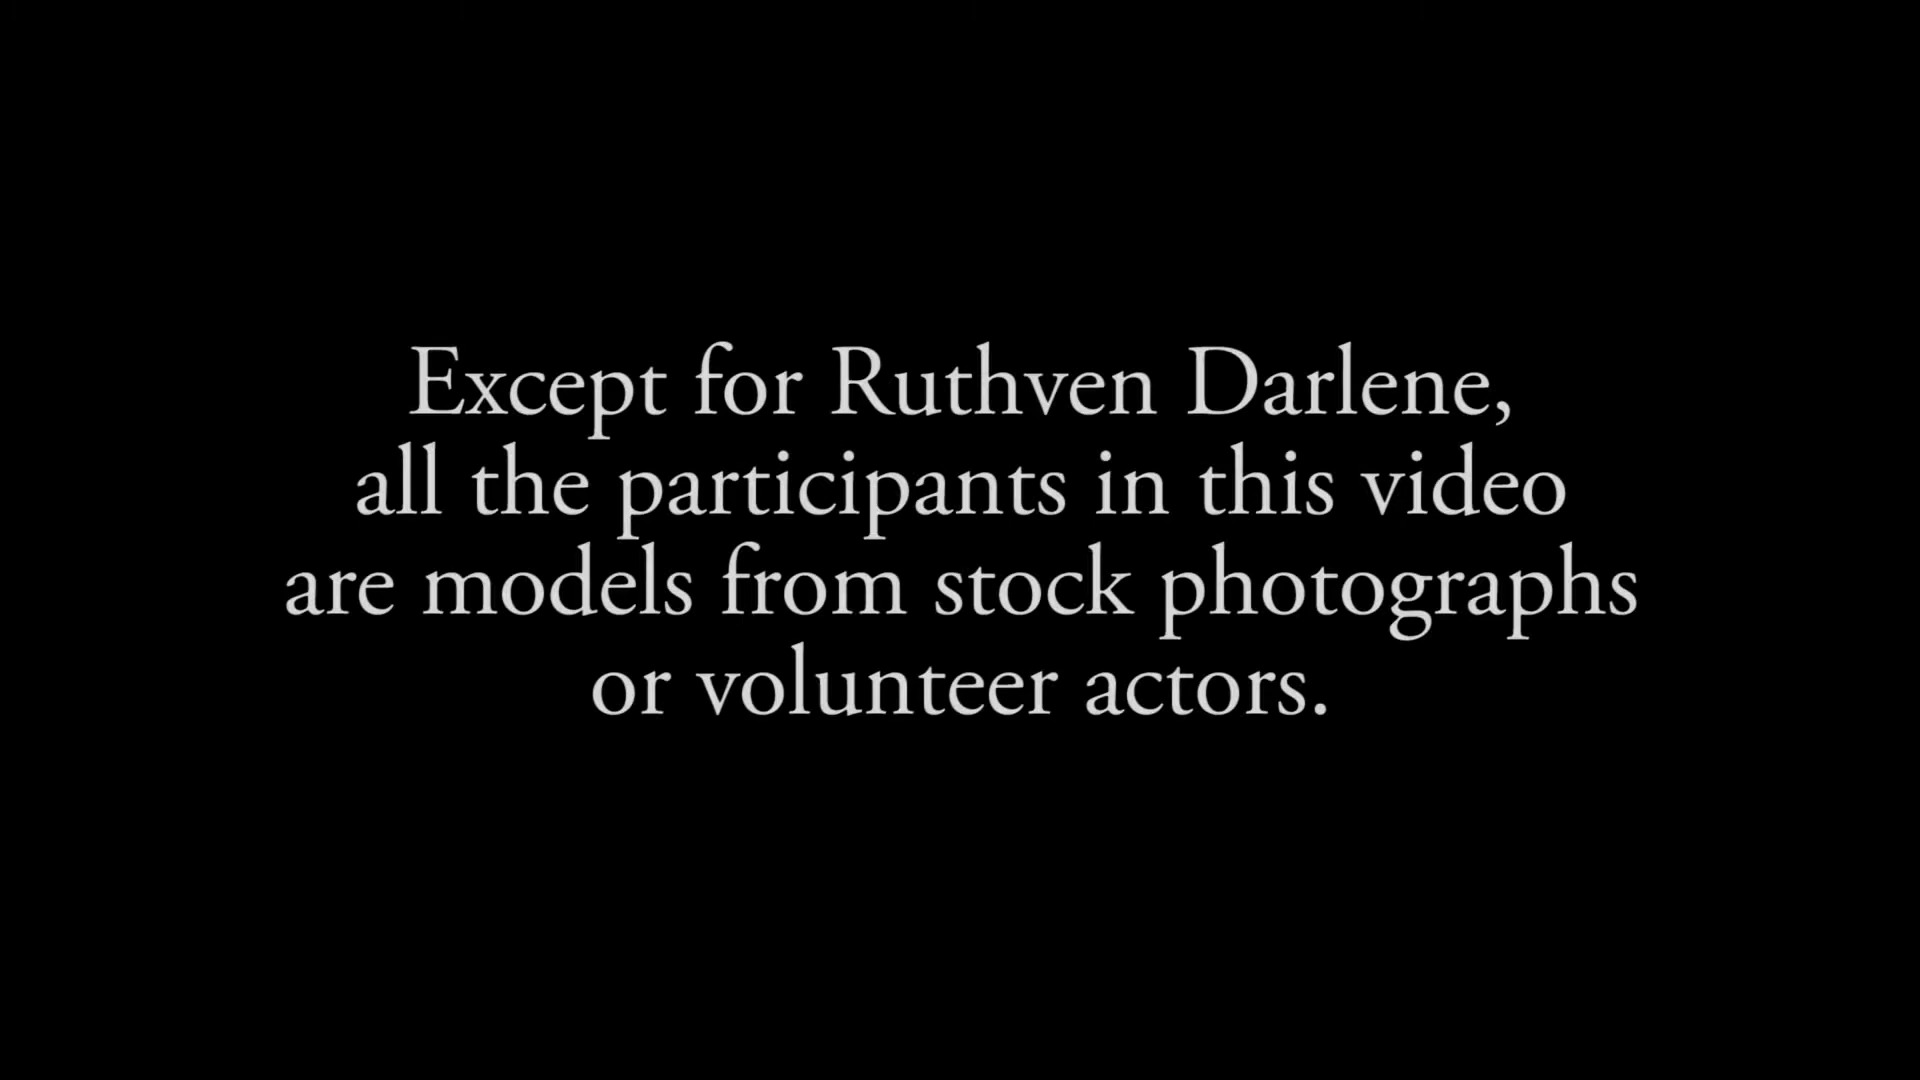 Except for Ruthven Darlene,
all the participants in this video
are models from stock photographs
or volunteer actors.